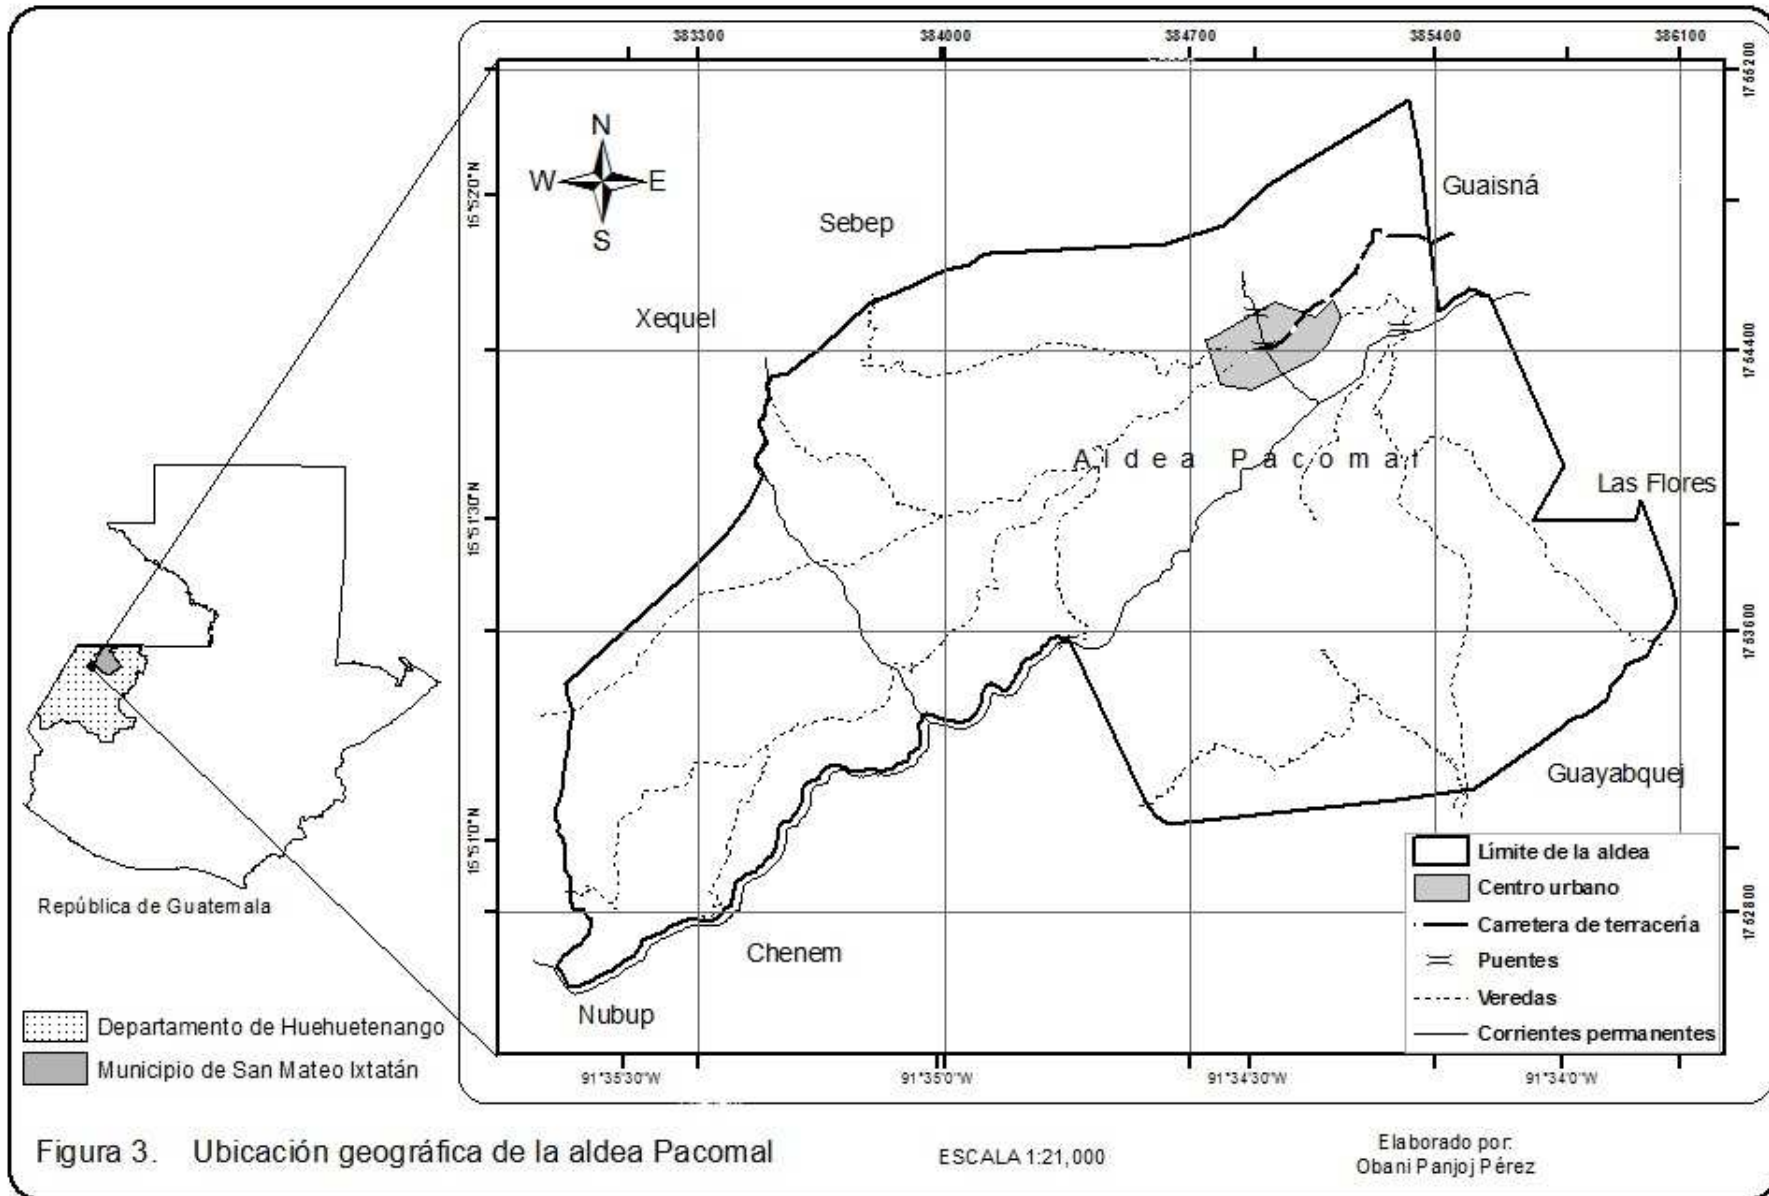 383300 384000 384700 385400 386100
1755200
1754400
1753600
1752800
15°52'0"N
15°51'30"N
15°51'0"N
N
W E
S
Guaisná
Sebep
Xequel
Aldea Pacomal
Las Flores
Guayabquej
Chenem
Nubup
Límite de la aldea
Centro urbano
Carretera de terracería
Puentes
Veredas
Corrientes permanentes
91°35'30"W 91°35'0"W 91°34'30"W 91°34'0"W
República de Guatemala
Departamento de Huehuetenango
Municipio de San Mateo Ixtatán
Figura 3. Ubicación geográfica de la aldea Pacomal
ESCALA 1:21,000
Elaborado por:
Obani Panjoj Pérez